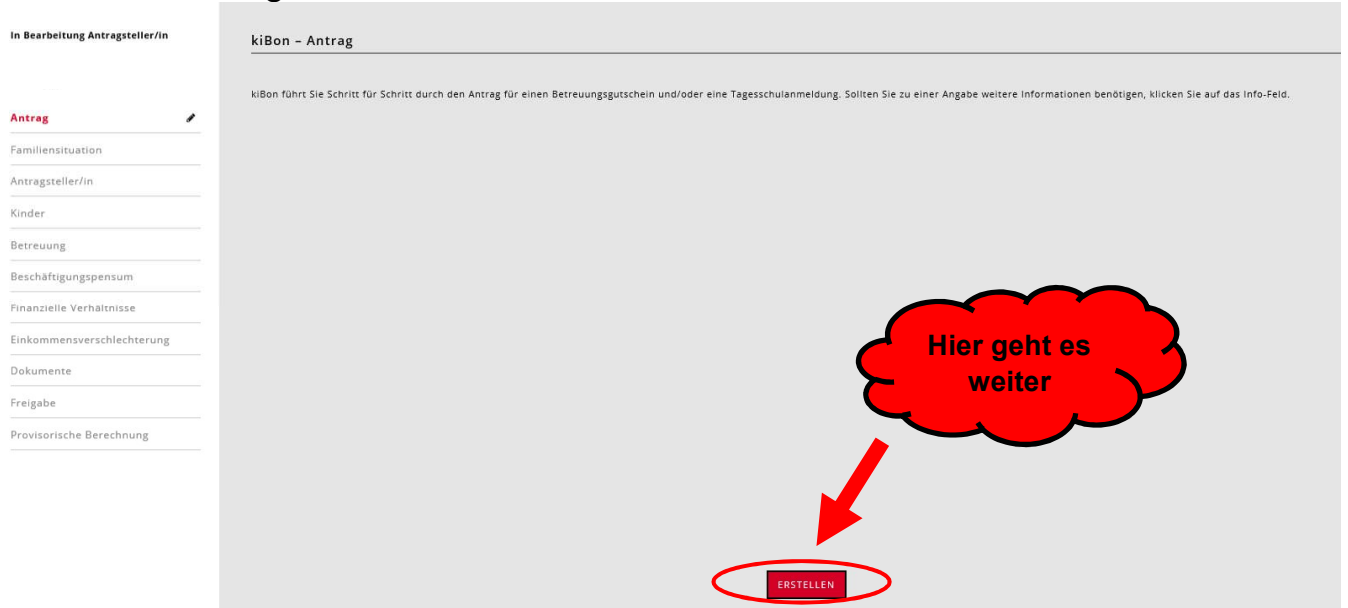 In Bearbeitung Antragsteller/in
kiBon – Antrag
kiBon führt Sie Schritt für Schritt durch den Antrag für einen Betreuungsgutschein und/oder eine Tagesschulanmeldung. Sollten Sie zu einer Angabe weitere Informationen benötigen, klicken Sie auf das Info-Feld.
Antrag
Familiensituation
Antragsteller/in
Kinder
Betreuung
Beschäftigungspensum
Finanzielle Verhältnisse
Einkommensverschlechterung
Dokumente
Freigabe
Provisorische Berechnung
Hier geht es
weiter
ERSTELLEN